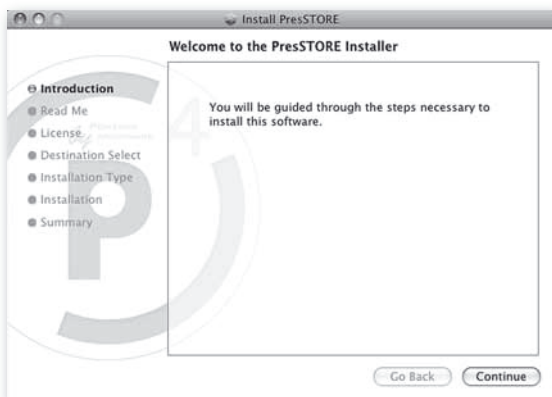 Install PresSTORE
Welcome to the PresSTORE Installer
Introduction
Read Me
License
Destination Select
Installation Type
Installation
Summary
You will be guided through the steps necessary to
install this software.
4
P
Go Back
Continue